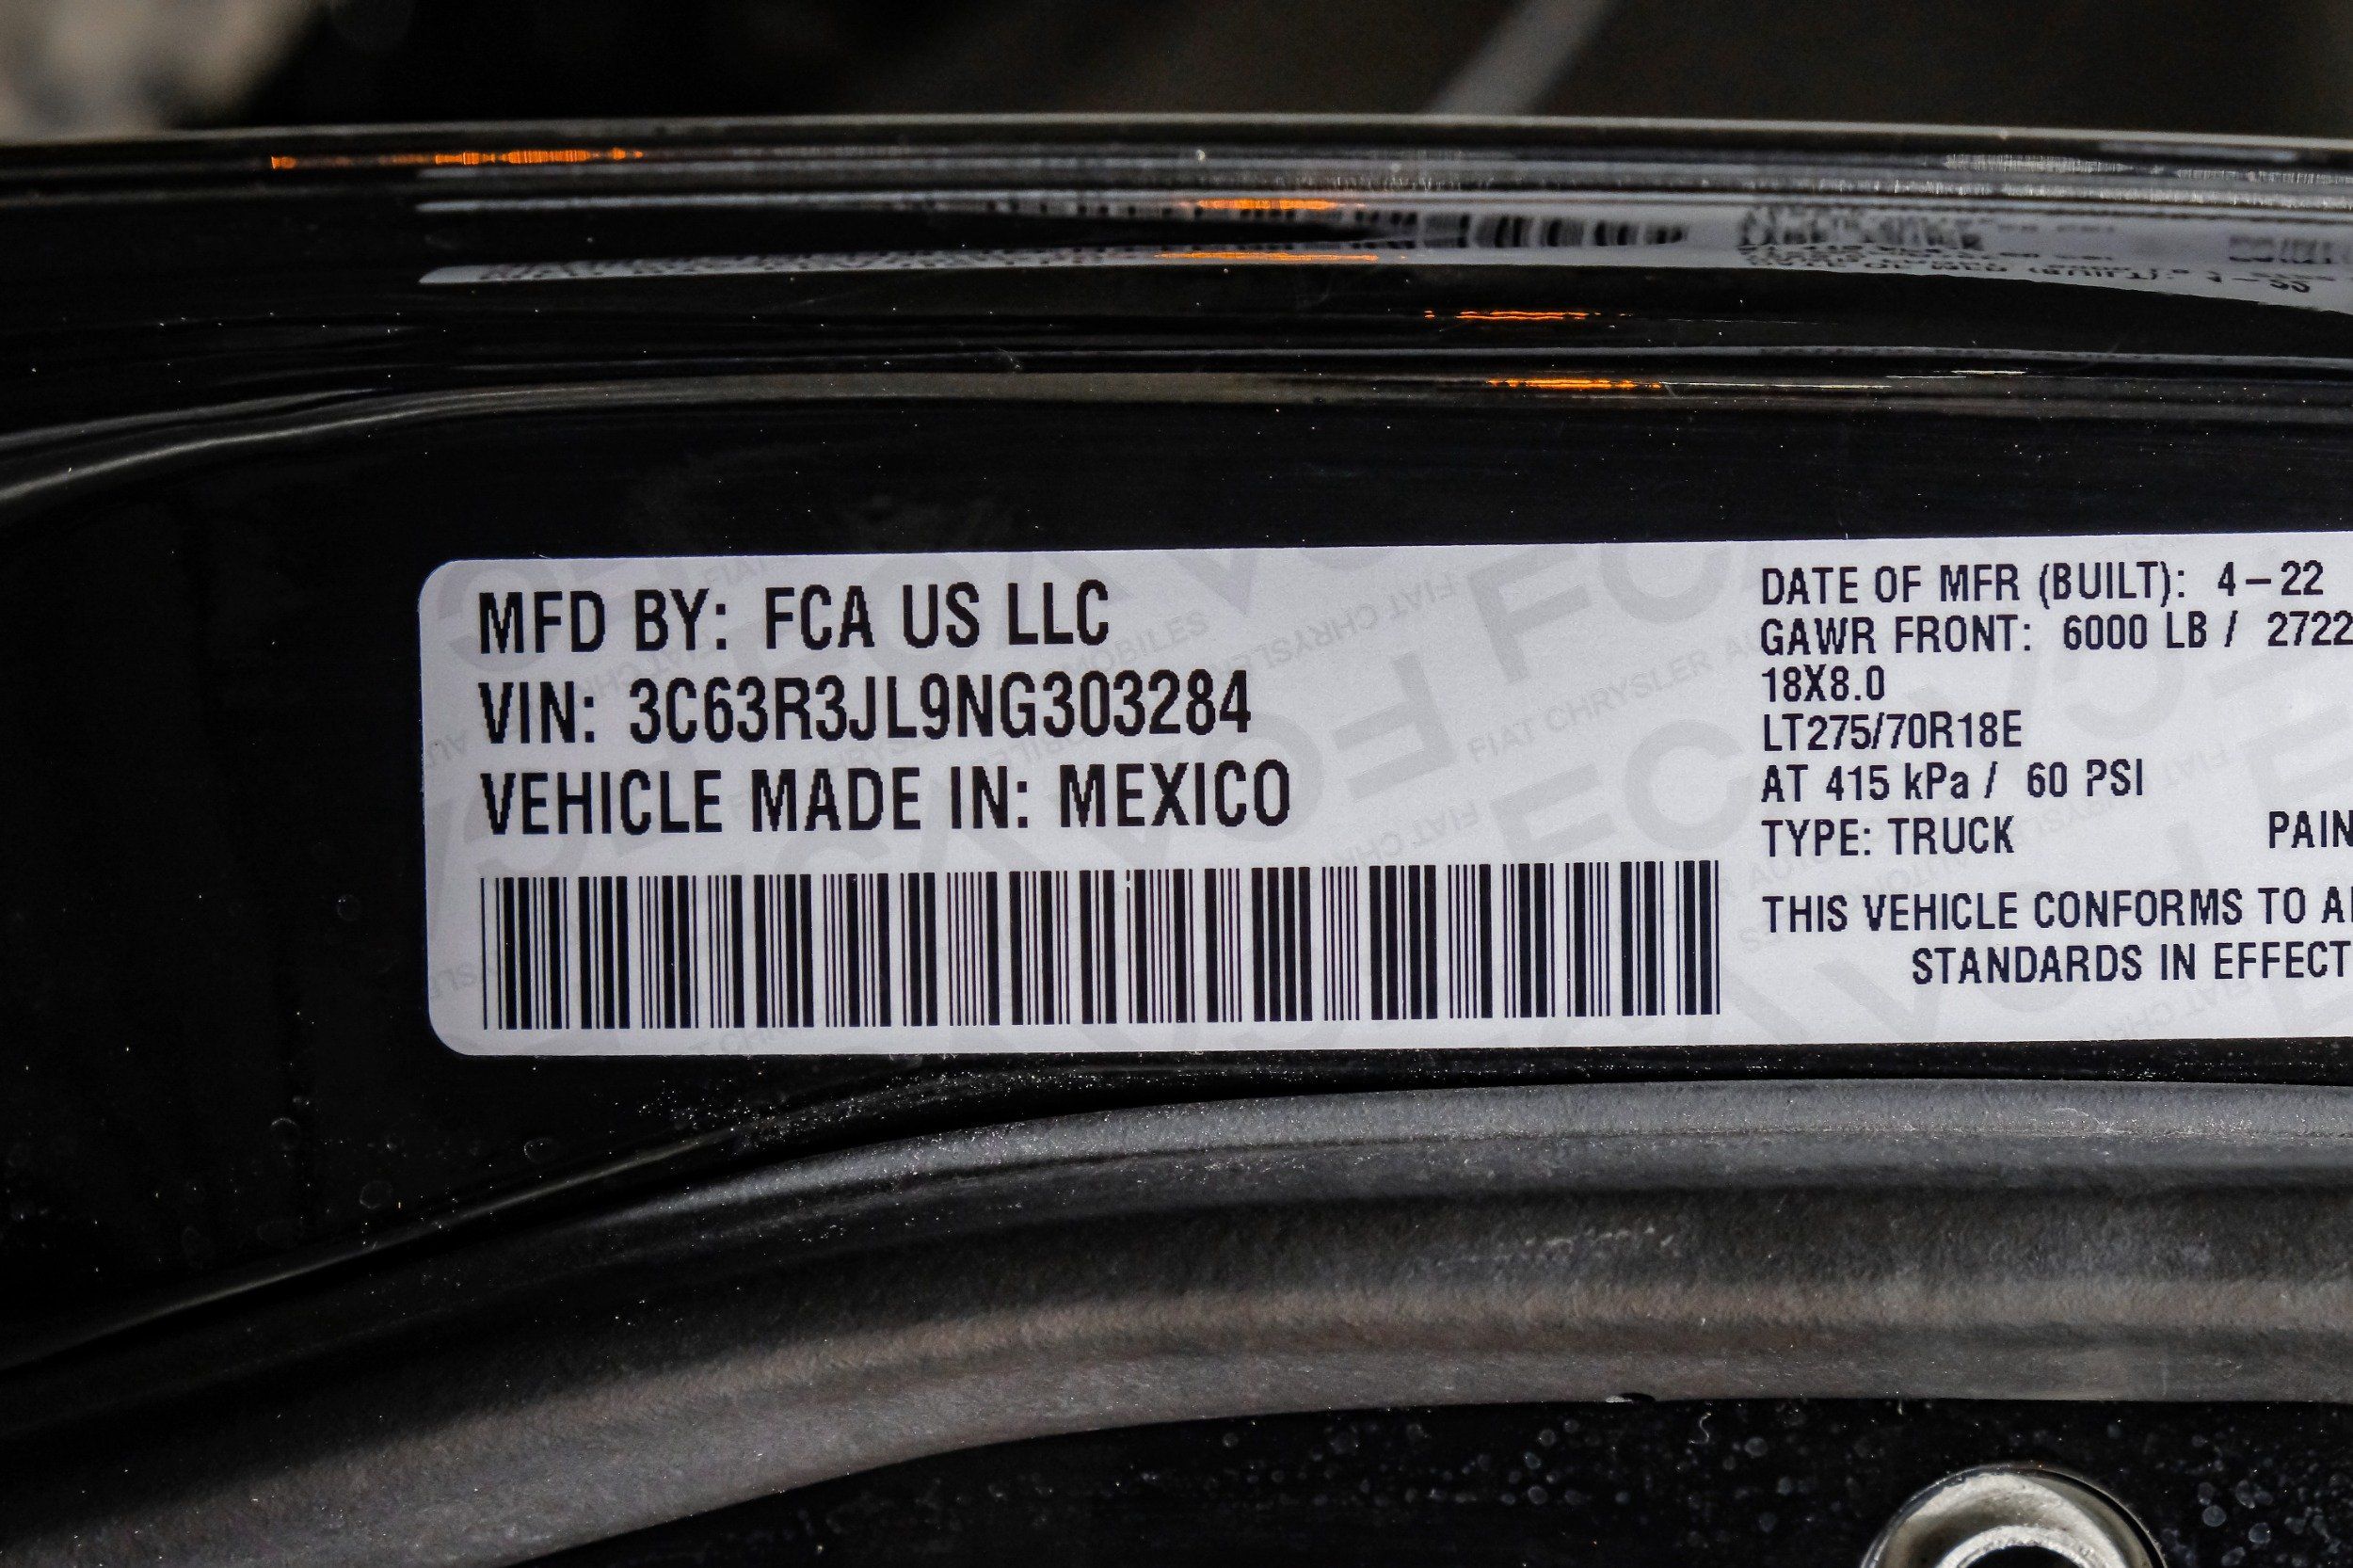 MFD BY: FCA US LLC
VIN: 3C63R3JL9NG303284
VEHICLE MADE IN: MEXICO
DATE OF MFR (BUILT): 4-22
GAWR FRONT: 6000 LB / 2722
18X8.0
LT275/70R18E
AT 415 kPa / 60 PSI
TYPE: TRUCK
THIS VEHICLE CONFORMS TO
STANDARDS IN EFFECT